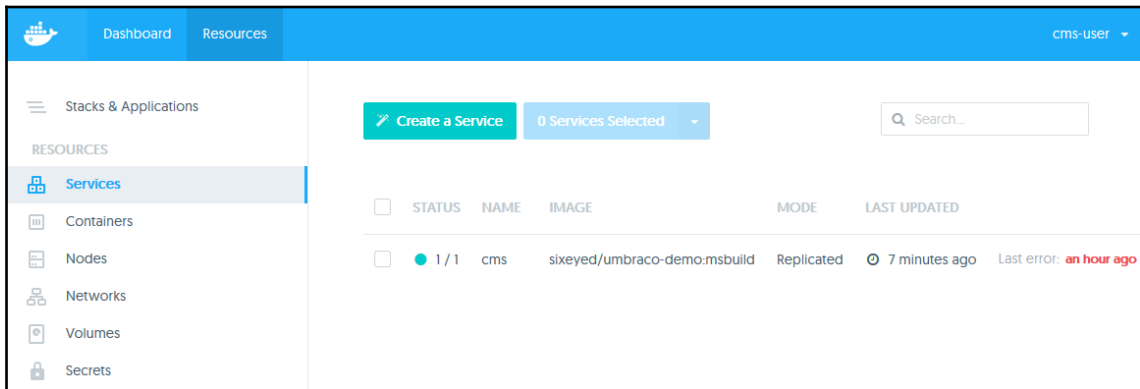 Dashboard Resources cms-user
Stacks & Applications
RESOURCES
Services
Containers
Nodes
Networks
Volumes
Secrets
Create a Service 0 Services Selected Search...
STATUS NAME IMAGE MODE LAST UPDATED
1 / 1 cms sixeyed/umbraco-demo:msbuild Replicated 7 minutes ago Last error: an hour ago